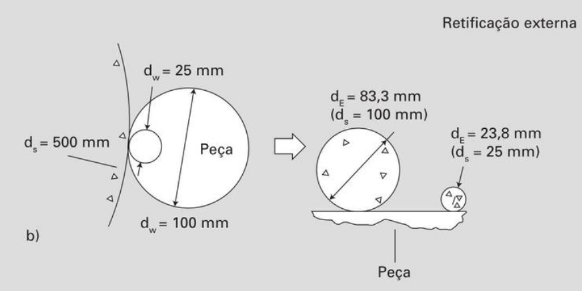 Retificação externa
d_w = 25 mm
d_s = 500 mm
Peça
d_w = 100 mm
d_E = 83,3 mm
(d_s = 100 mm)
d_E = 23,8 mm
(d_s = 25 mm)
b)
Peça